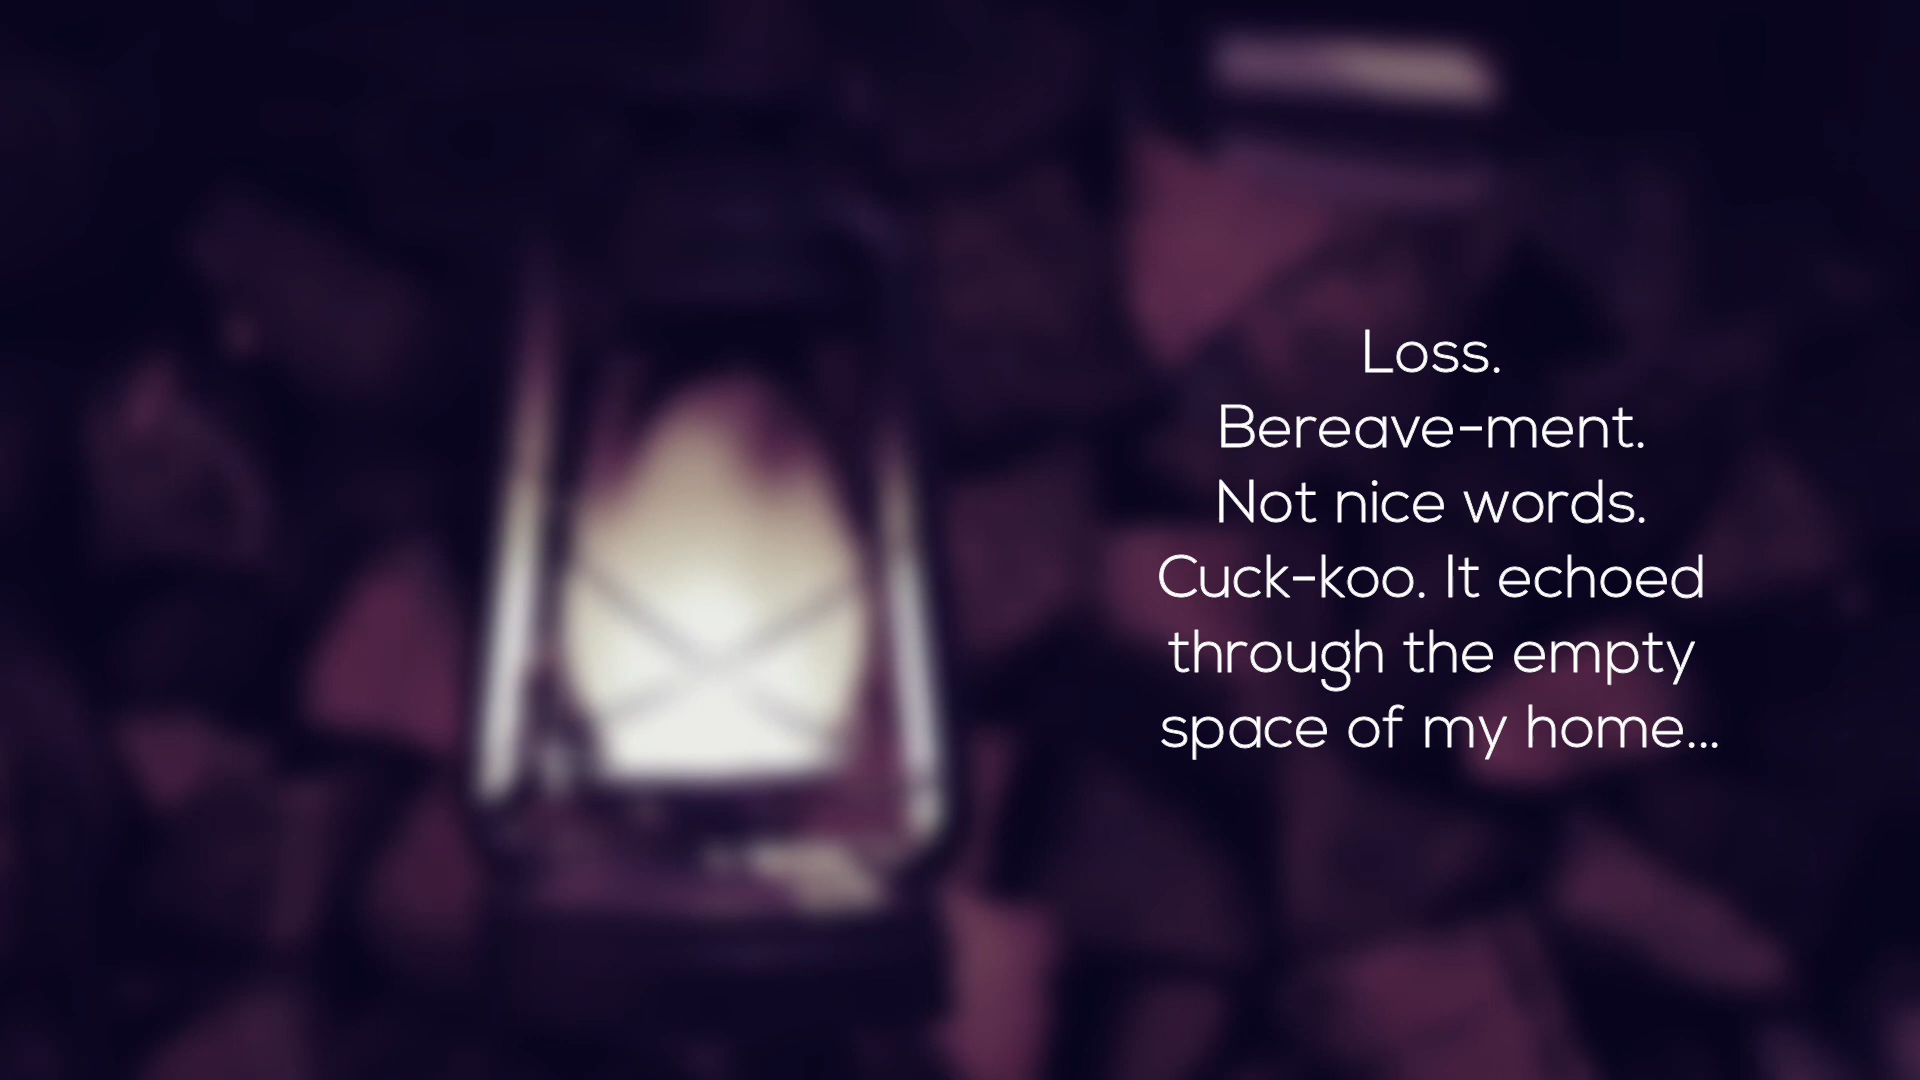 Loss.
Bereave-ment.
Not nice words.
Cuck-koo. It echoed
through the empty
space of my home...